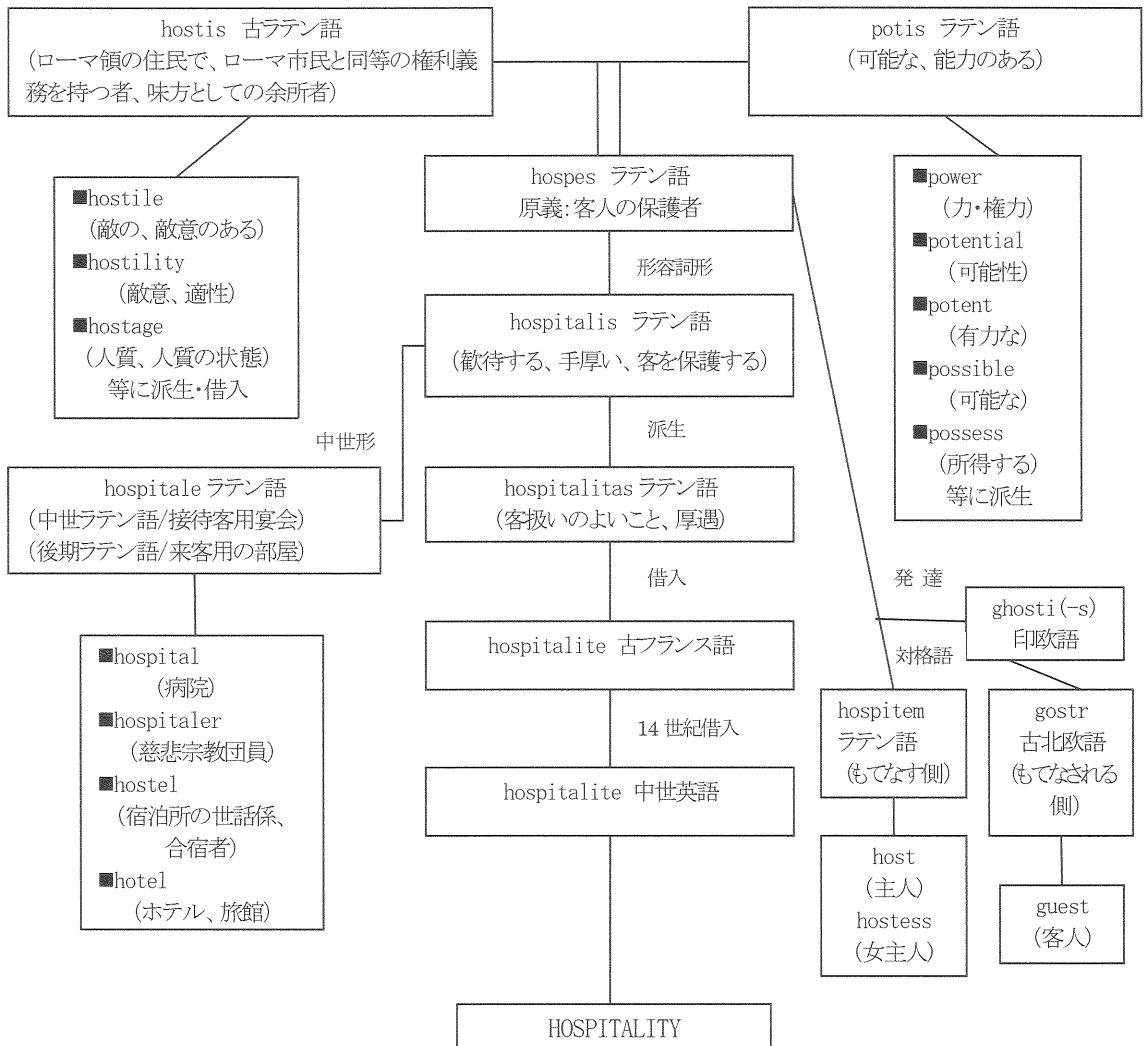 hostis 古ラテン語
(ローマ領の住民で、ローマ市民と同等の権利義
務を持つ者、味方としての余所者)
potis ラテン語
(可能な、能力のある)
■hostile
(敵の、敵意のある)
■hostility
(敵意、適性)
■hostage
(人質、人質の状態)
等に派生・借入
hospes ラテン語
原義:客人の保護者
■power
(力・権力)
■potential
(可能性)
■potent
(有力な)
■possible
(可能な)
■possess
(所得する)
等に派生
形容詞形
hospitalis ラテン語
(歓待する、手厚い、客を保護する)
中世形
派生
hospitale ラテン語
(中世ラテン語/接待客用宴会)
(後期ラテン語/来客用の部屋)
hospitalitas ラテン語
(客扱いのよいこと、厚遇)
借入
発 達
ghosti(-s)
印欧語
■hospital
(病院)
■hospitaler
(慈悲宗教団員)
■hostel
(宿泊所の世話係、
合宿者)
■hotel
(ホテル、旅館)
hospitalite 古フランス語
対格語
14世紀借入
hospitem
ラテン語
(もてなす側)
gostr
古北欧語
(もてなされる
側)
hospitalite 中世英語
host
(主人)
hostess
(女主人)
guest
(客人)
HOSPITALITY